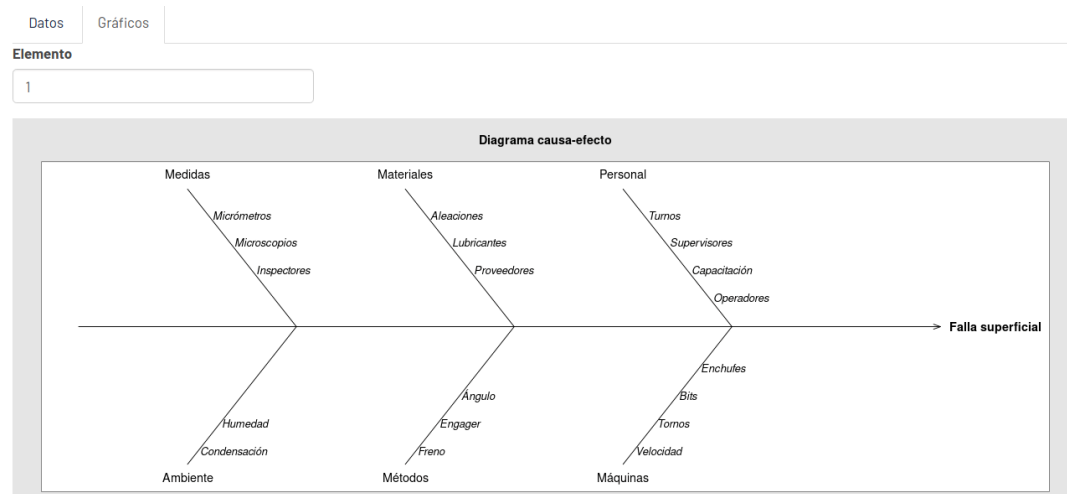 Datos Gráficos
Elemento
1
Diagrama causa-efecto
Medidas Materiales Personal
Micrómetros Aleaciones Turnos
Microscopios Lubricantes Supervisores
Inspectores Proveedores Capacitación
Operadores
Falla superficial
Enchufes
Ángulo Bits
Humedad Engager Tornos
Condensación Freno Velocidad
Ambiente Métodos Máquinas